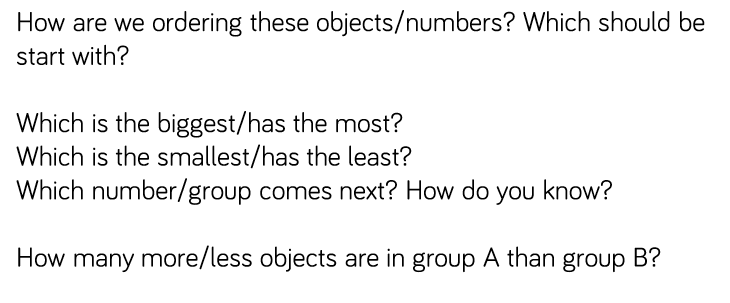 How are we ordering these objects/numbers? Which should be
start with?
Which is the biggest/has the most?
Which is the smallest/has the least?
Which number/group comes next? How do you know?
How many more/less objects are in group A than group B?